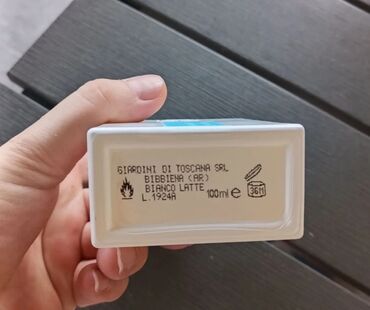 GIARDINI DI TOSCANA SRL
BIBBIENA (AR)
BIANCO LATTE
L.1924A 100ml e 36M